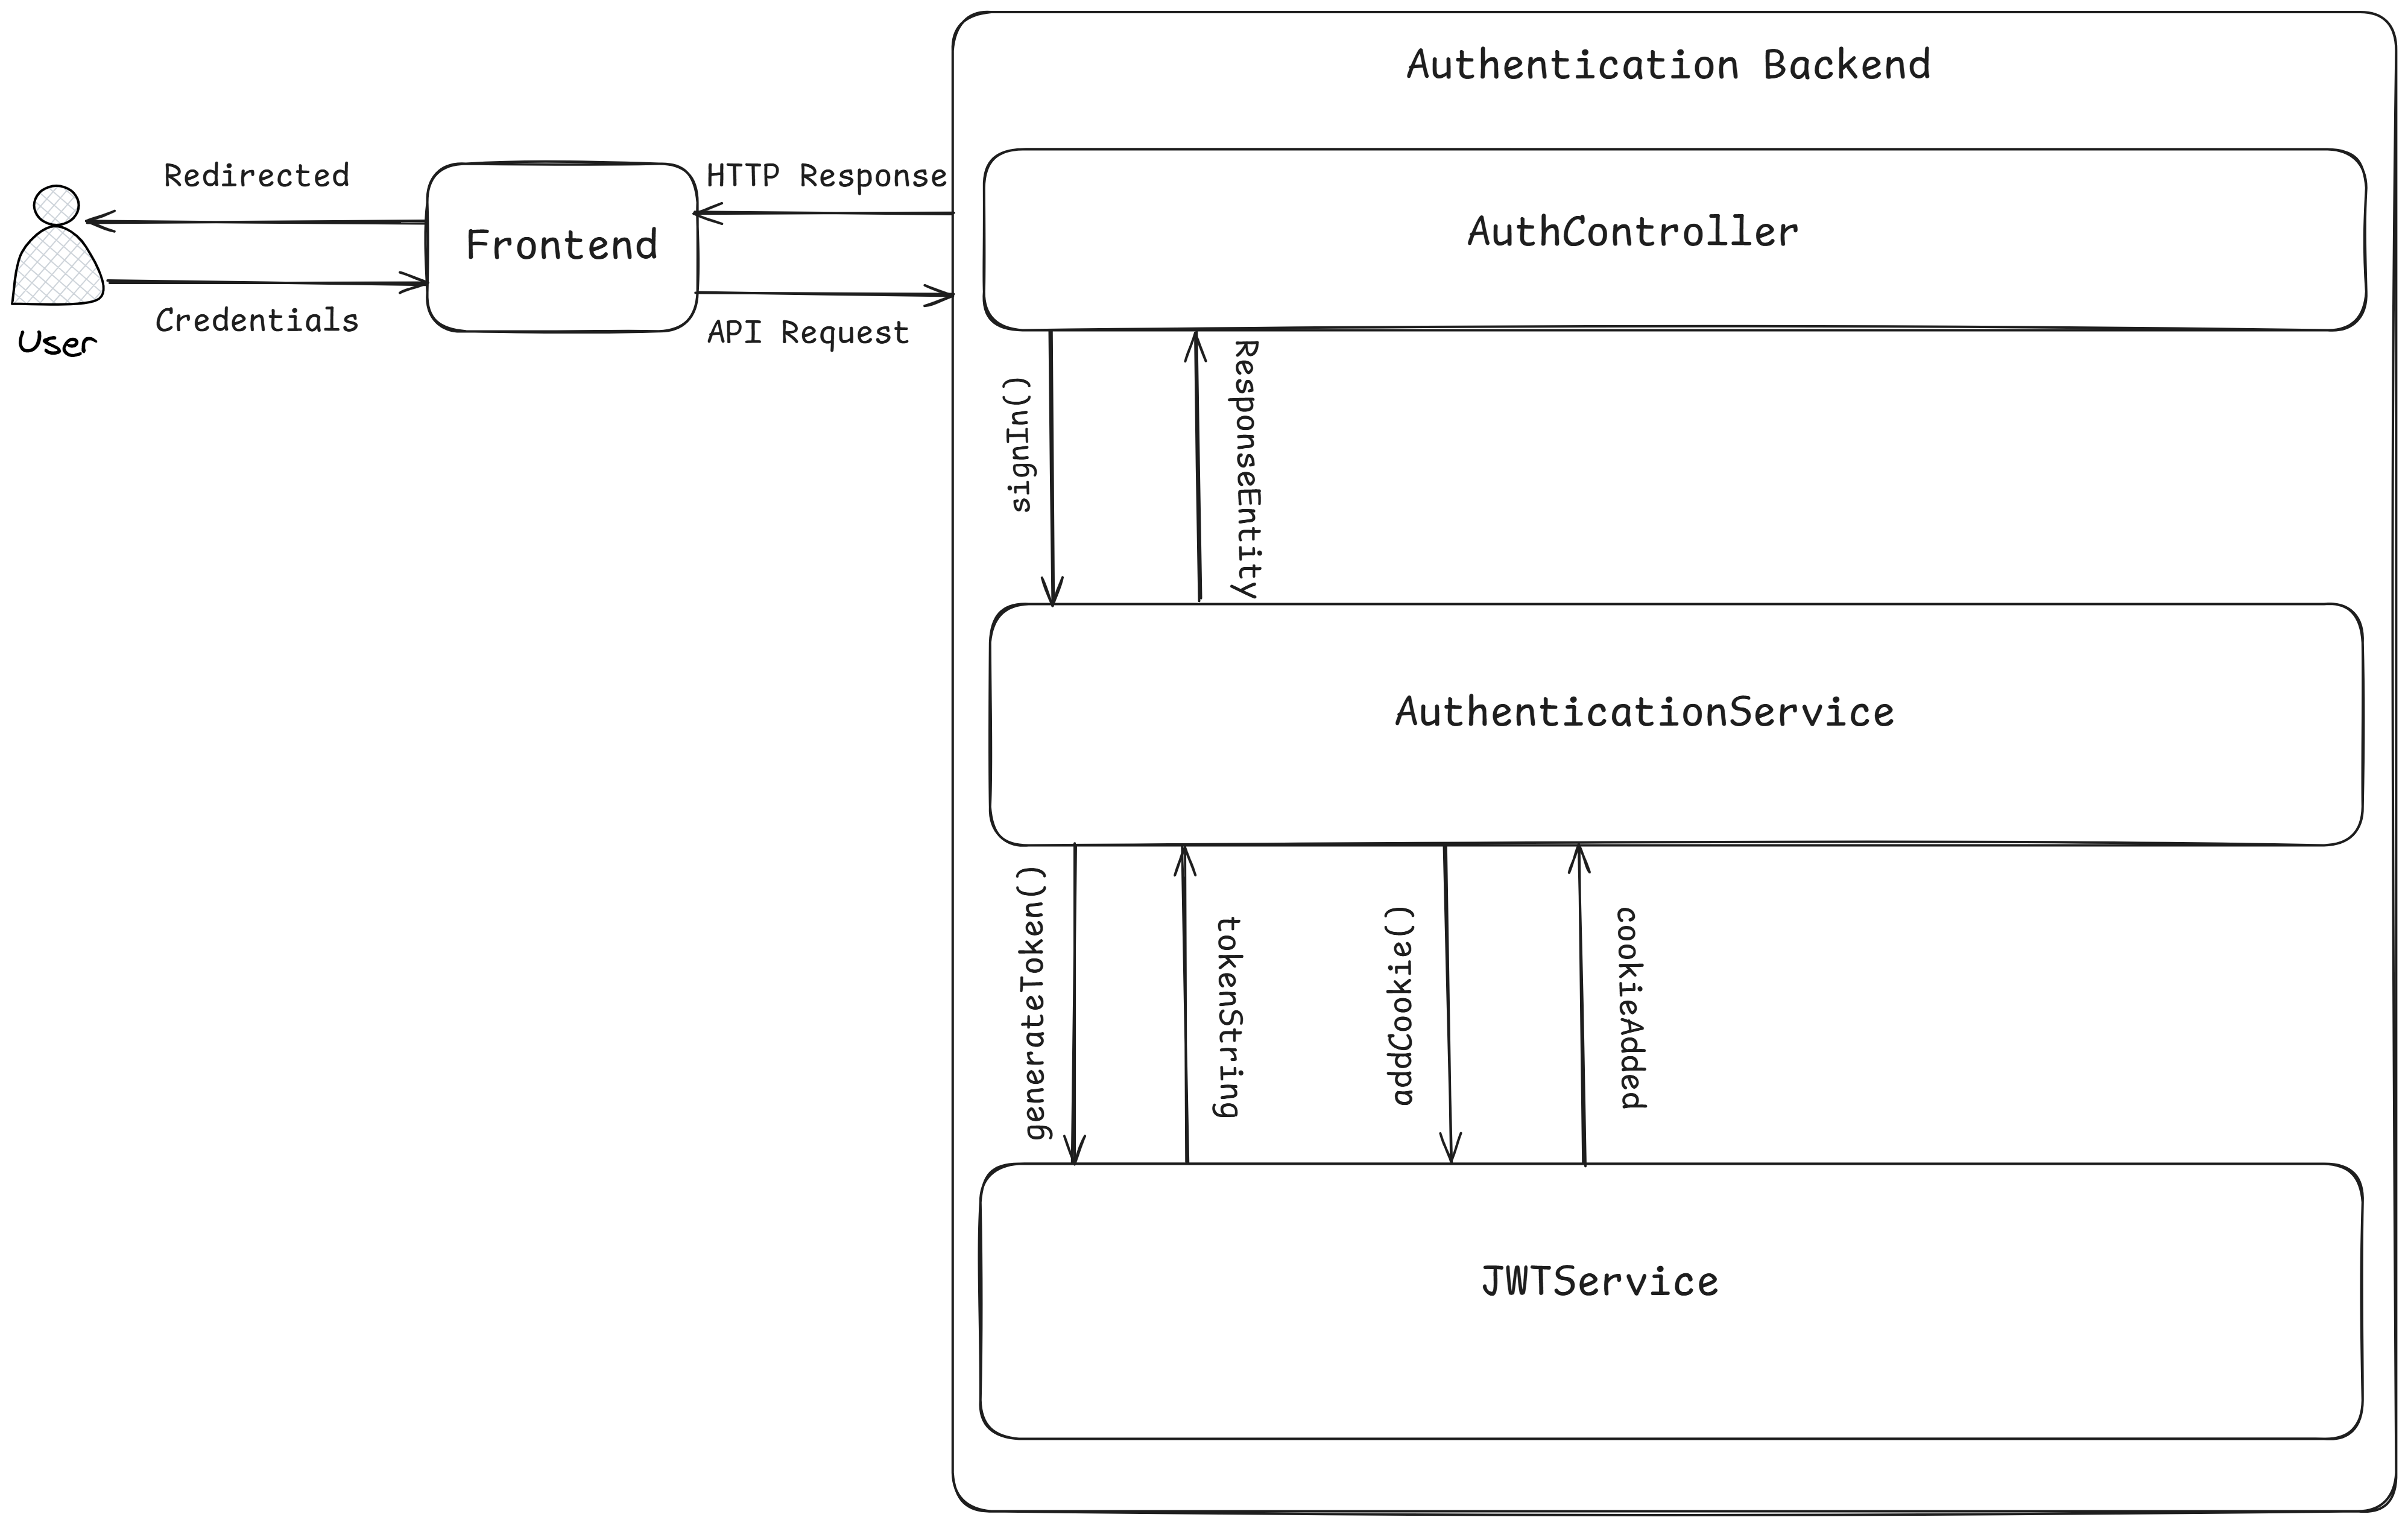 Authentication Backend
Redirected
HTTP Response
Frontend
AuthController
Credentials
API Request
User
signIn()
ResponseEntity
AuthenticationService
generateToken()
tokenString
addCookie()
cookieAdded
JWTService